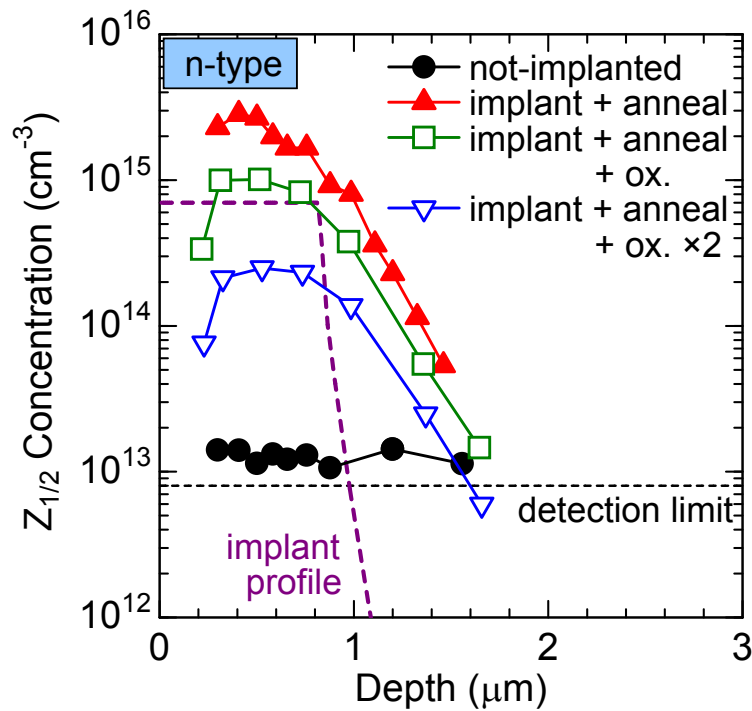 n-type
not-implanted
implant + anneal
implant + anneal
+ ox.
implant + anneal
+ ox. ×2
10^16
10^15
10^14
10^13
10^12
Z_1/2 Concentration (cm^-3)
detection limit
implant
profile
0 1 2 3
Depth (μm)